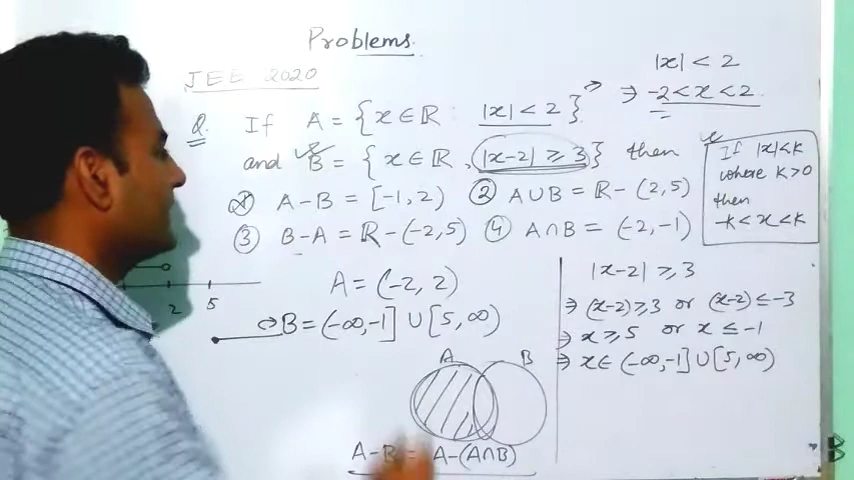 Problems.
JEE 2020
Q. If A = {x ∈ ℝ : |x| < 2}
|x| < 2
⇒ -2 < x < 2
and B = {x ∈ ℝ, |x-2| ≥ 3} then
If |x|<k
where k>0
then
-k < x < k
① A-B = [-1, 2) ② A∪B = ℝ - (2,5)
③ B-A = ℝ-(-2,5) ④ A∩B = (-2,-1)
A = (-2, 2)
B = (-∞,-1] ∪ [5, ∞)
|x-2| ≥ 3
⇒ (x-2) ≥ 3 or (x-2) ≤ -3
⇒ x ≥ 5 or x ≤ -1
⇒ x ∈ (-∞,-1] ∪ [5, ∞)
2 5
A B
A-B = A-(A∩B)
B